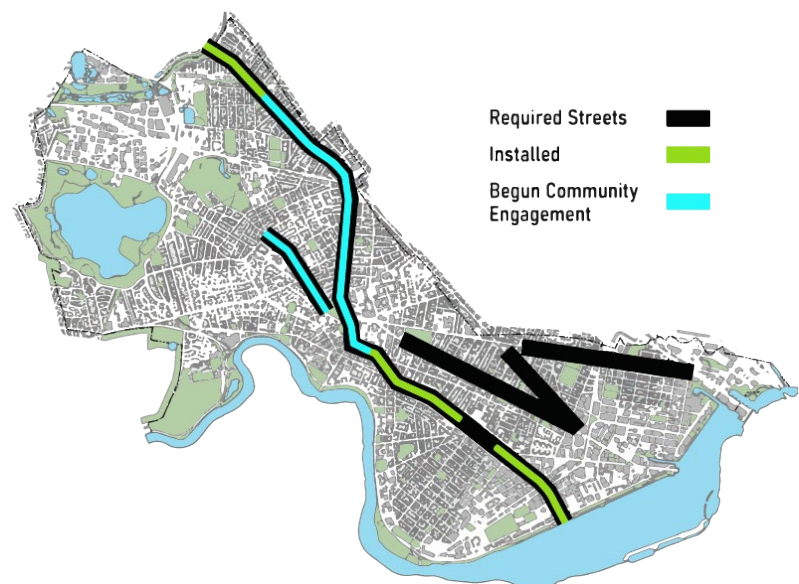 Required Streets
Installed
Begun Community
Engagement